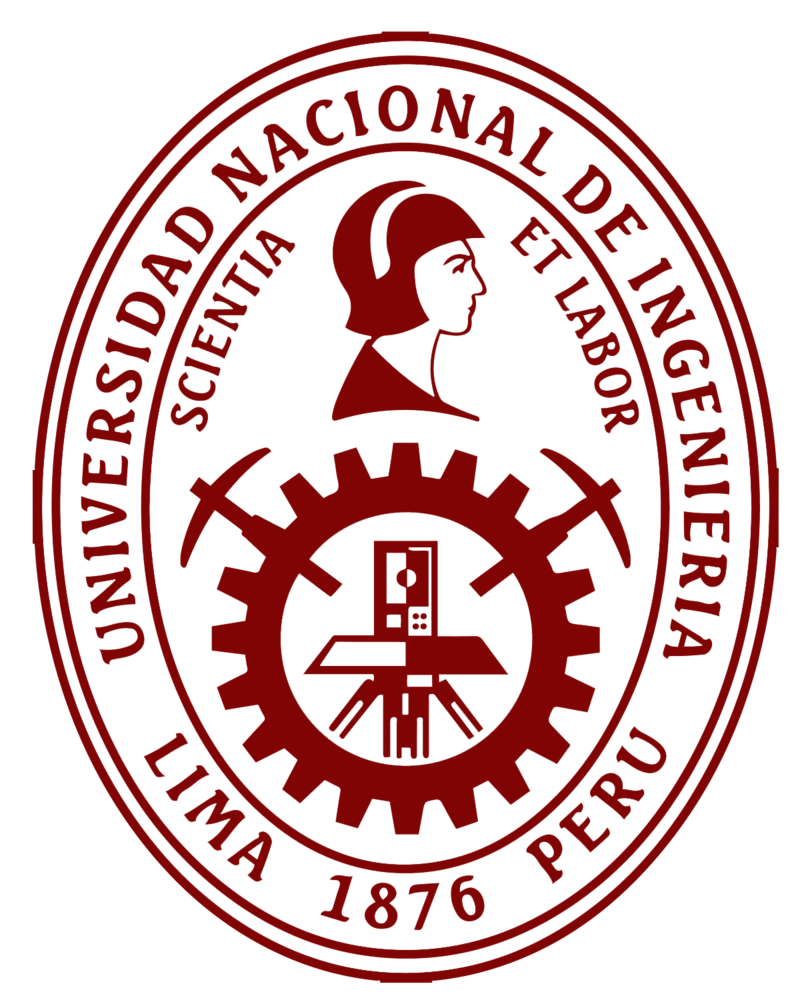 UNIVERSIDAD NACIONAL DE INGENIERIA
SCIENTIA ET LABOR
LIMA 1876 PERU